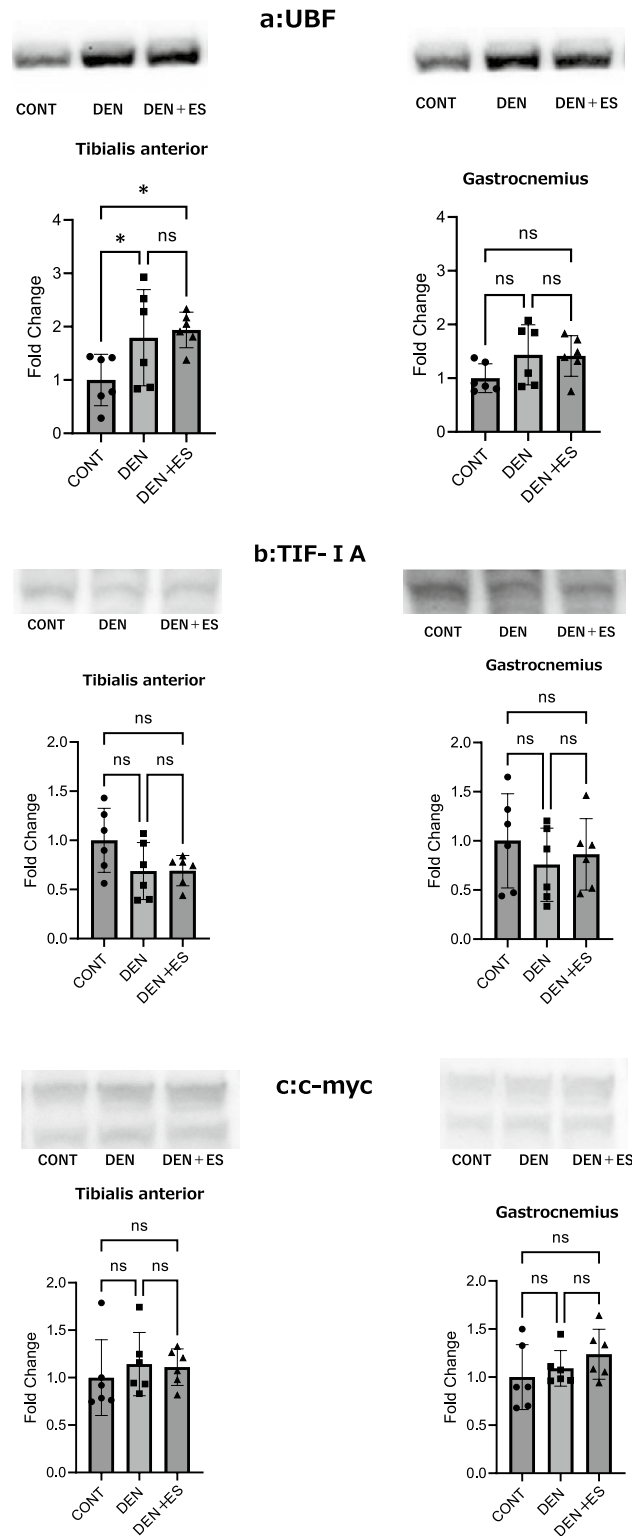 a:UBF
CONT DEN DEN+ES
CONT DEN DEN+ES
Tibialis anterior
*
* ns
4
3
2
1
0
Fold Change
CONT
DEN
DEN+ES
Gastrocnemius
ns
ns ns
4
3
2
1
0
Fold Change
CONT
DEN
DEN+ES
b:TIF-ⅠA
CONT DEN DEN+ES
CONT DEN DEN+ES
Tibialis anterior
ns
ns ns
2.0
1.5
1.0
0.5
0.0
Fold Change
CONT
DEN
DEN+ES
Gastrocnemius
ns
ns ns
2.0
1.5
1.0
0.5
0.0
Fold Change
CONT
DEN
DEN+ES
c:c-myc
CONT DEN DEN+ES
CONT DEN DEN+ES
Tibialis anterior
ns
ns ns
2.0
1.5
1.0
0.5
0.0
Fold Change
CONT
DEN
DEN+ES
Gastrocnemius
ns
ns ns
2.0
1.5
1.0
0.5
0.0
Fold Change
CONT
DEN
DEN+ES